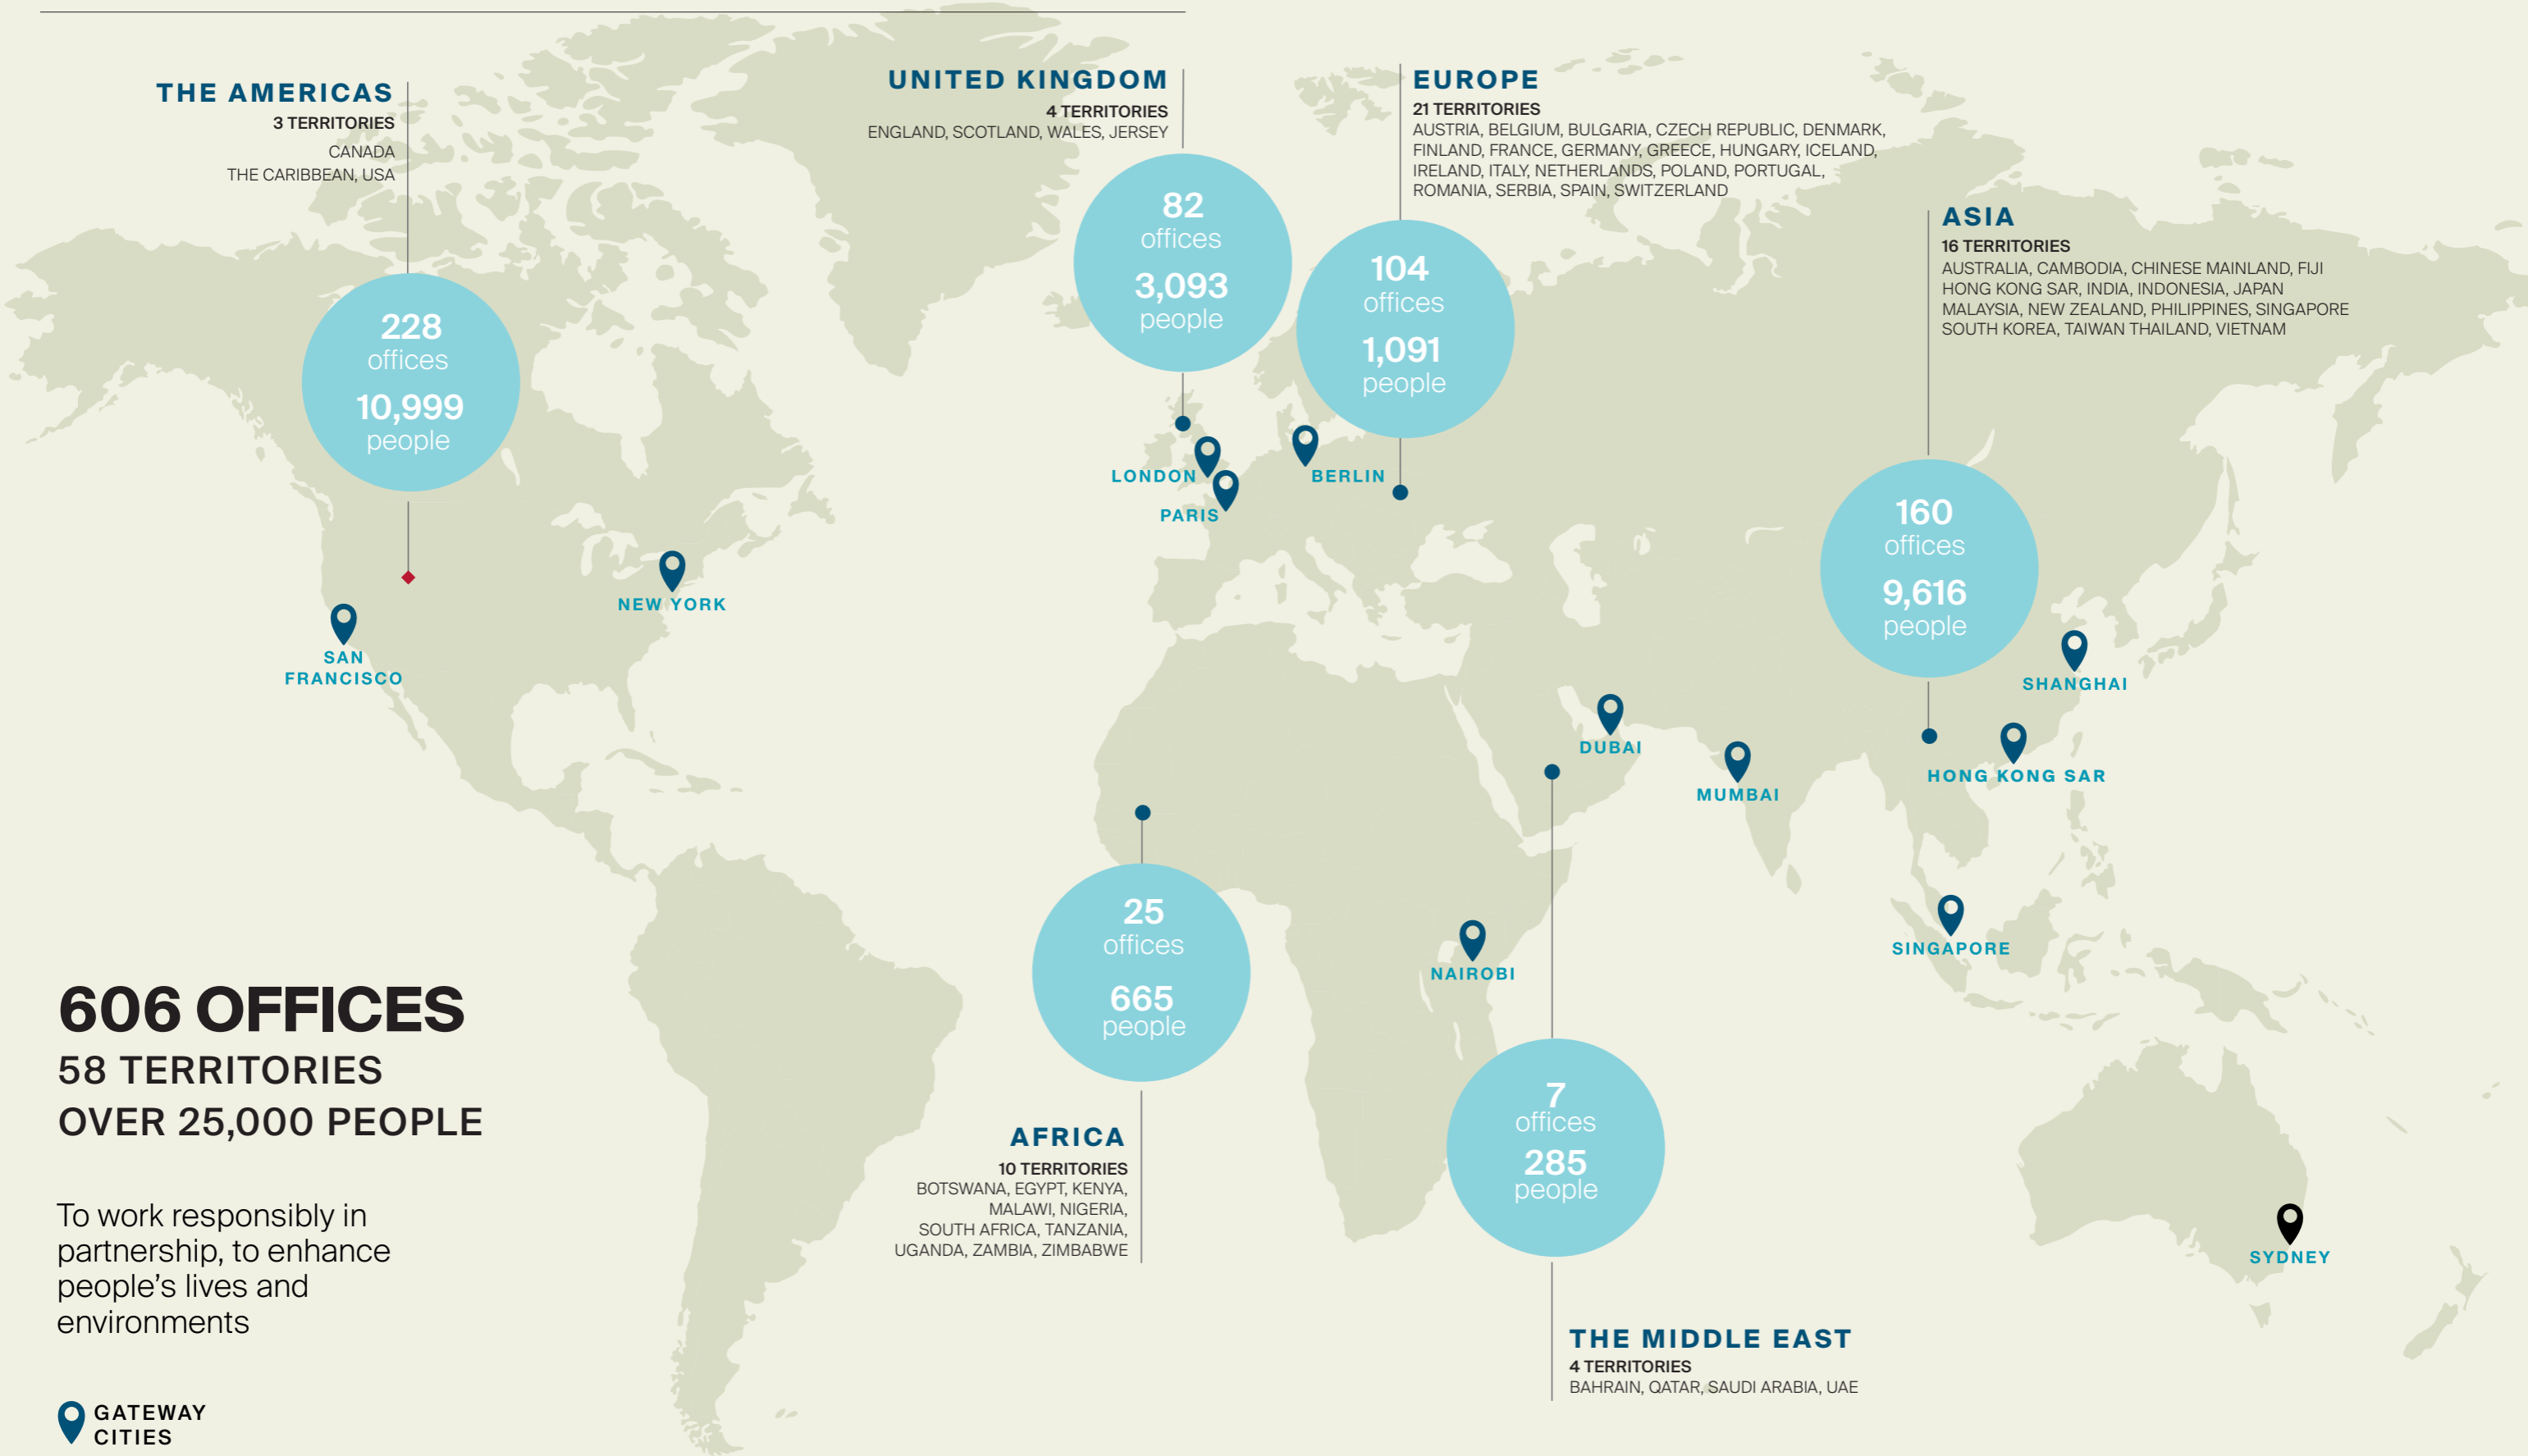 THE AMERICAS
3 TERRITORIES
CANADA
THE CARIBBEAN, USA
228
offices
10,999
people
UNITED KINGDOM
4 TERRITORIES
ENGLAND, SCOTLAND, WALES, JERSEY
82
offices
3,093
people
EUROPE
21 TERRITORIES
AUSTRIA, BELGIUM, BULGARIA, CZECH REPUBLIC, DENMARK,
FINLAND, FRANCE, GERMANY, GREECE, HUNGARY, ICELAND,
IRELAND, ITALY, NETHERLANDS, POLAND, PORTUGAL,
ROMANIA, SERBIA, SPAIN, SWITZERLAND
104
offices
1,091
people
ASIA
16 TERRITORIES
AUSTRALIA, CAMBODIA, CHINESE MAINLAND, FIJI
HONG KONG SAR, INDIA, INDONESIA, JAPAN
MALAYSIA, NEW ZEALAND, PHILIPPINES, SINGAPORE
SOUTH KOREA, TAIWAN THAILAND, VIETNAM
160
offices
9,616
people
LONDON
PARIS
BERLIN
NEW YORK
SAN
FRANCISCO
SHANGHAI
DUBAI
MUMBAI
HONG KONG SAR
SINGAPORE
NAIROBI
SYDNEY
25
offices
665
people
AFRICA
10 TERRITORIES
BOTSWANA, EGYPT, KENYA,
MALAWI, NIGERIA,
SOUTH AFRICA, TANZANIA,
UGANDA, ZAMBIA, ZIMBABWE
7
offices
285
people
THE MIDDLE EAST
4 TERRITORIES
BAHRAIN, QATAR, SAUDI ARABIA, UAE
606 OFFICES
58 TERRITORIES
OVER 25,000 PEOPLE
To work responsibly in
partnership, to enhance
people’s lives and
environments
GATEWAY
CITIES